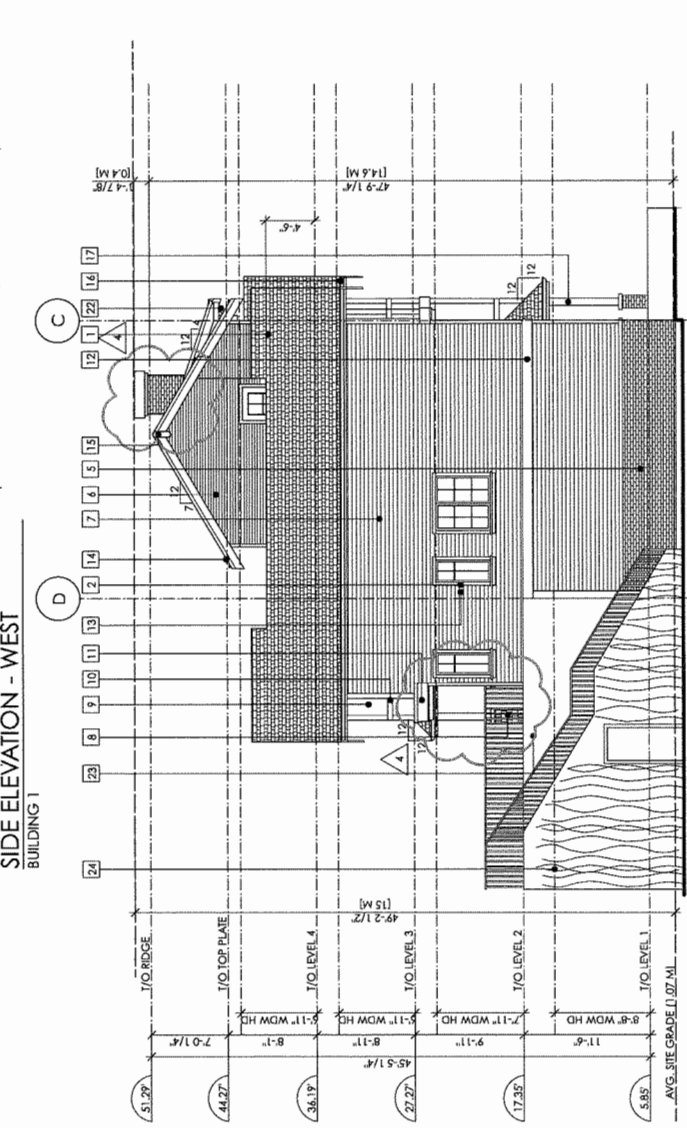 SIDE ELEVATION - WEST
BUILDING 1
24
23
8
9
10
11
13
D
2
14
7
6
5
15
12
1
C
22
16
17
4
4
12
7
12
4
12
12
12
12
4'-6"
[0.4 M]
47'-9 1/4"
[14.6 M]
49'-2 1/2"
[15 M]
T/O RIDGE
T/O TOP PLATE
T/O LEVEL 4
T/O LEVEL 3
T/O LEVEL 2
T/O LEVEL 1
AVG. SITE GRADE (1.07 M)
6'-11" WDW HD
6'-11" WDW HD
7'-11" WDW HD
8'-8" WDW HD
7'-0 1/4"
8'-1"
8'-11"
9'-11"
11'-6"
45'-5 1/4"
51.29'
44.27'
36.19'
27.27'
17.35'
5.85'